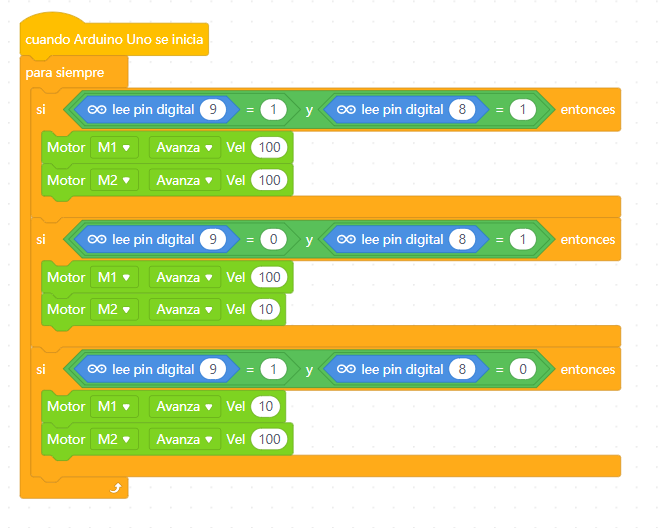 cuando Arduino Uno se inicia
para siempre
si lee pin digital 9 = 1 y lee pin digital 8 = 1 entonces
Motor M1 Avanza Vel 100
Motor M2 Avanza Vel 100
si lee pin digital 9 = 0 y lee pin digital 8 = 1 entonces
Motor M1 Avanza Vel 100
Motor M2 Avanza Vel 10
si lee pin digital 9 = 1 y lee pin digital 8 = 0 entonces
Motor M1 Avanza Vel 10
Motor M2 Avanza Vel 100